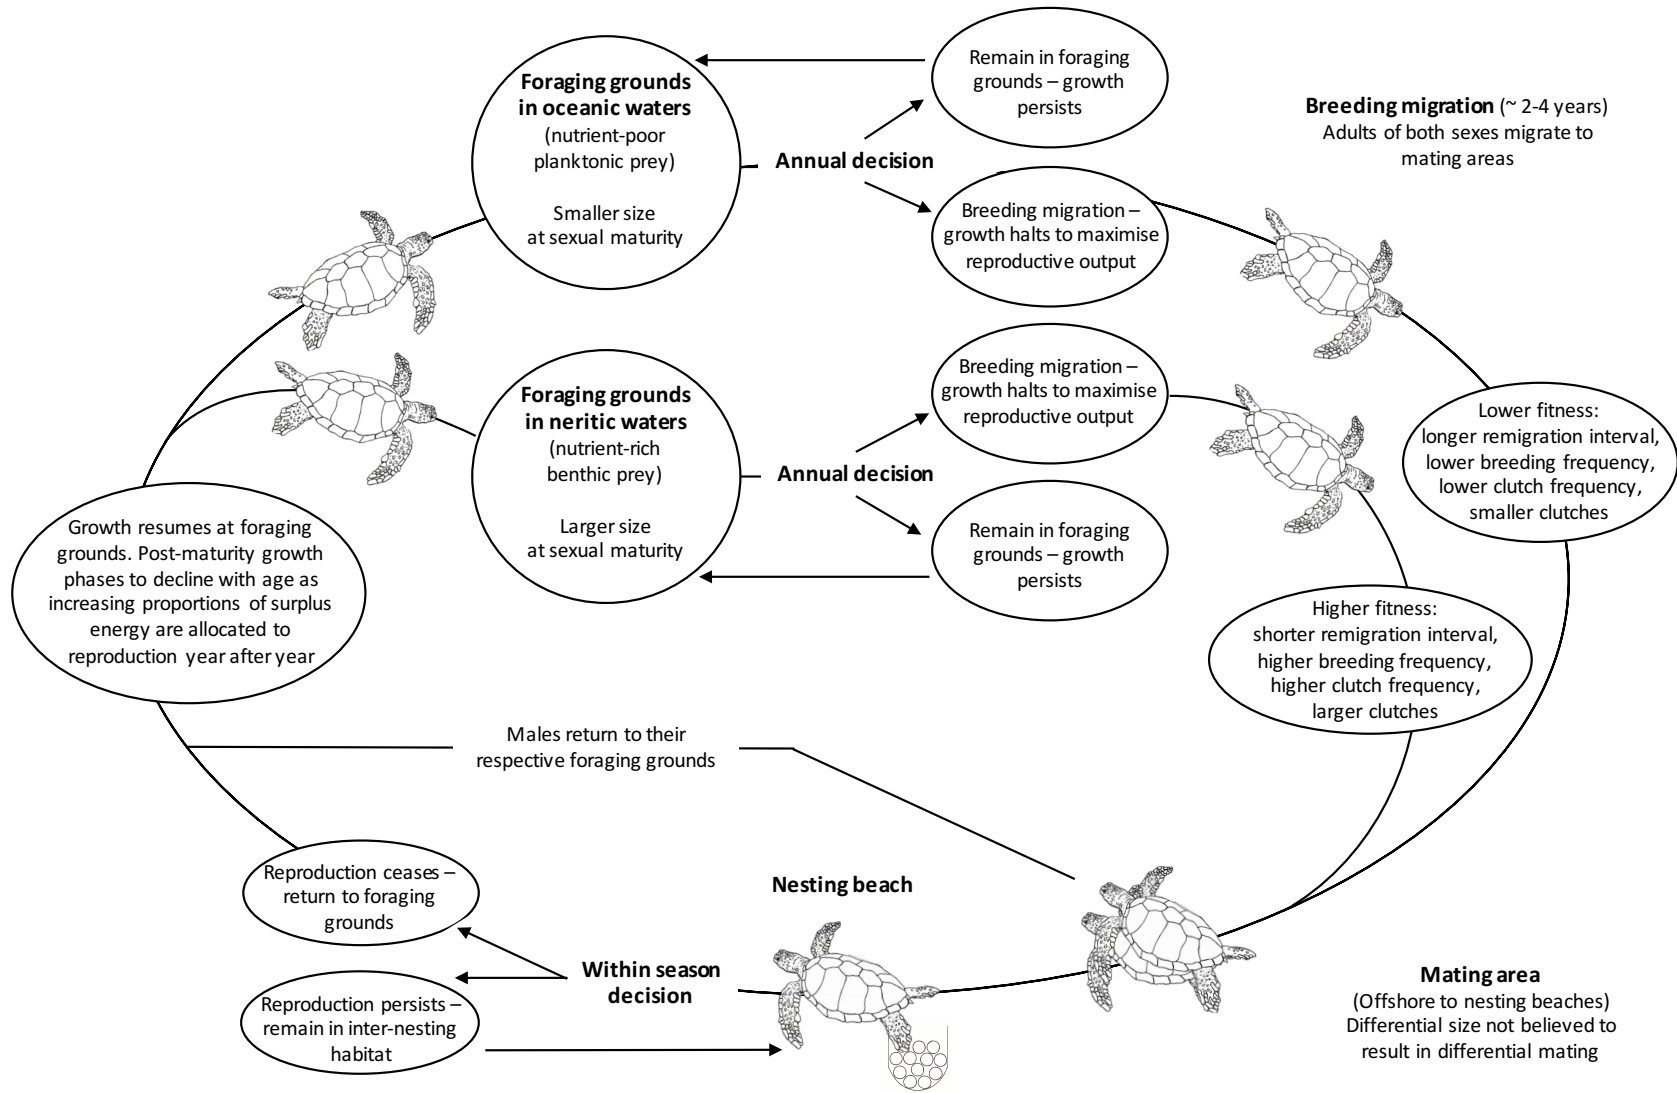 Foraging grounds
in oceanic waters
(nutrient-poor
planktonic prey)
Smaller size
at sexual maturity
Annual decision
Remain in foraging
grounds – growth
persists
Breeding migration –
growth halts to maximise
reproductive output
Breeding migration (~ 2-4 years)
Adults of both sexes migrate to
mating areas
Foraging grounds
in neritic waters
(nutrient-rich
benthic prey)
Larger size
at sexual maturity
Annual decision
Breeding migration –
growth halts to maximise
reproductive output
Remain in foraging
grounds – growth
persists
Lower fitness:
longer remigration interval,
lower breeding frequency,
lower clutch frequency,
smaller clutches
Higher fitness:
shorter remigration interval,
higher breeding frequency,
higher clutch frequency,
larger clutches
Growth resumes at foraging
grounds. Post-maturity growth
phases to decline with age as
increasing proportions of surplus
energy are allocated to
reproduction year after year
Males return to their
respective foraging grounds
Reproduction ceases –
return to foraging
grounds
Reproduction persists –
remain in inter-nesting
habitat
Within season
decision
Nesting beach
Mating area
(Offshore to nesting beaches)
Differential size not believed to
result in differential mating